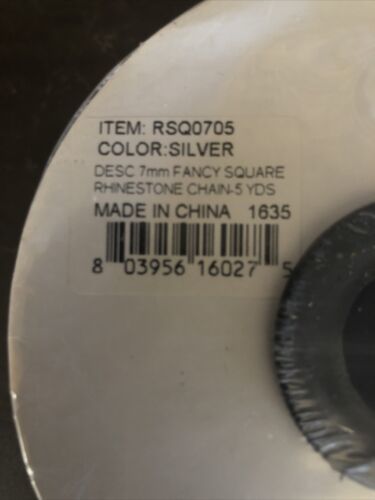 ITEM: RSQ0705
COLOR:SILVER
DESC 7mm FANCY SQUARE
RHINESTONE CHAIN-5 YDS
MADE IN CHINA 1635
8 03956 16027 5